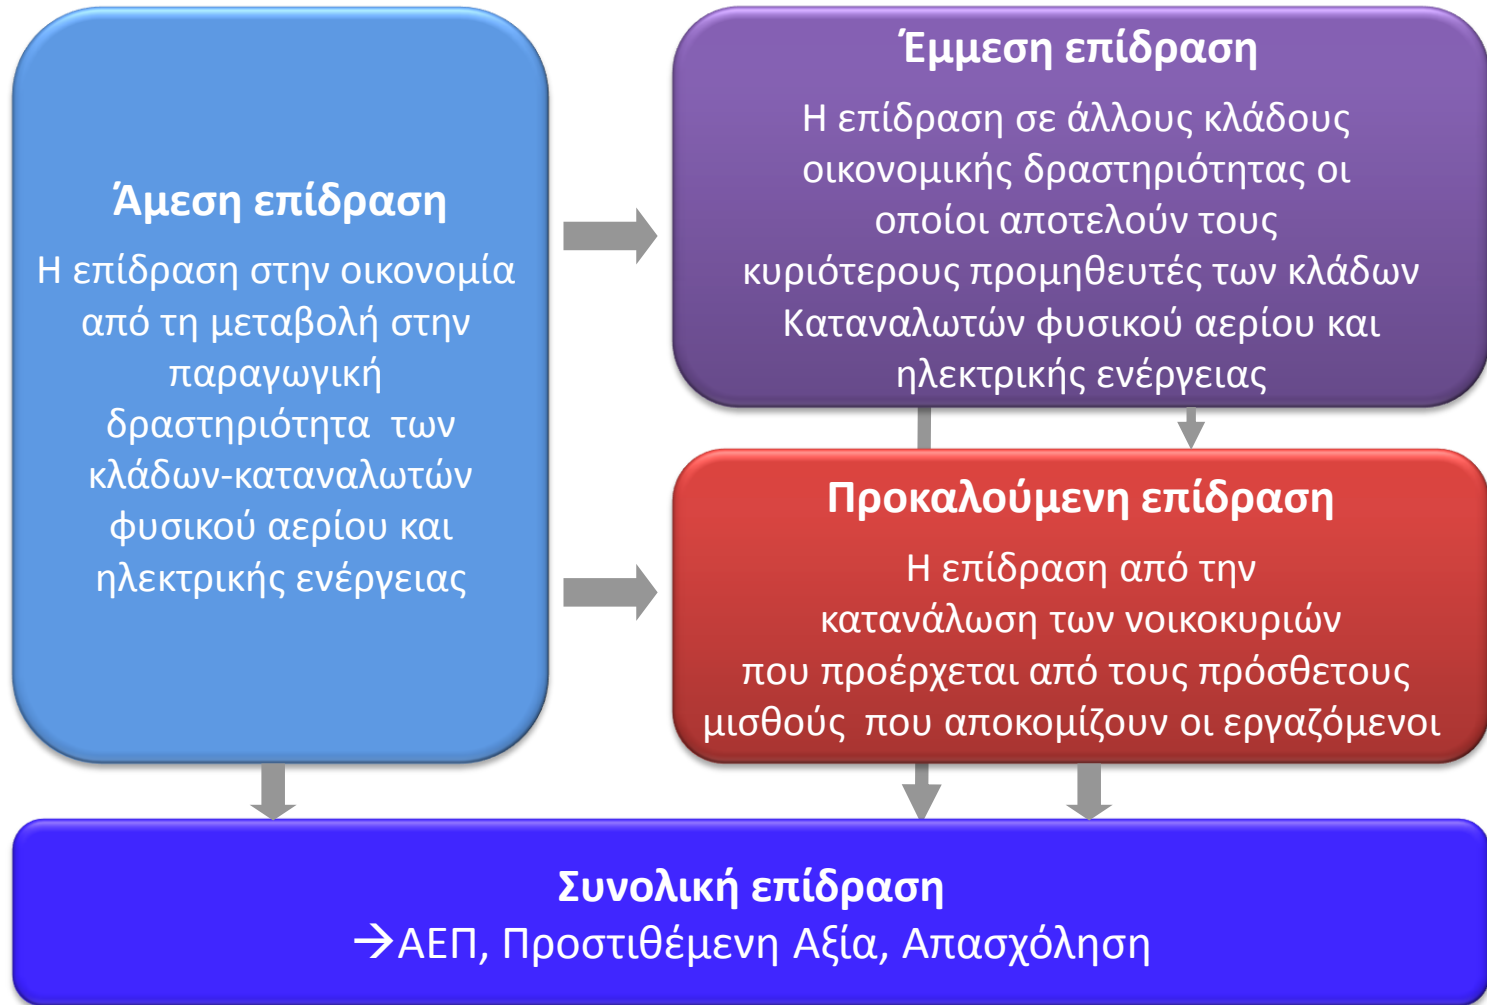 Άμεση επίδραση
Η επίδραση στην οικονομία
από τη μεταβολή στην
παραγωγική
δραστηριότητα των
κλάδων-καταναλωτών
φυσικού αερίου και
ηλεκτρικής ενέργειας
Έμμεση επίδραση
Η επίδραση σε άλλους κλάδους
οικονομικής δραστηριότητας οι
οποίοι αποτελούν τους
κυριότερους προμηθευτές των κλάδων
Καταναλωτών φυσικού αερίου και
ηλεκτρικής ενέργειας
Προκαλούμενη επίδραση
Η επίδραση από την
κατανάλωση των νοικοκυριών
που προέρχεται από τους πρόσθετους
μισθούς που αποκομίζουν οι εργαζόμενοι
Συνολική επίδραση
→ΑΕΠ, Προστιθέμενη Αξία, Απασχόληση